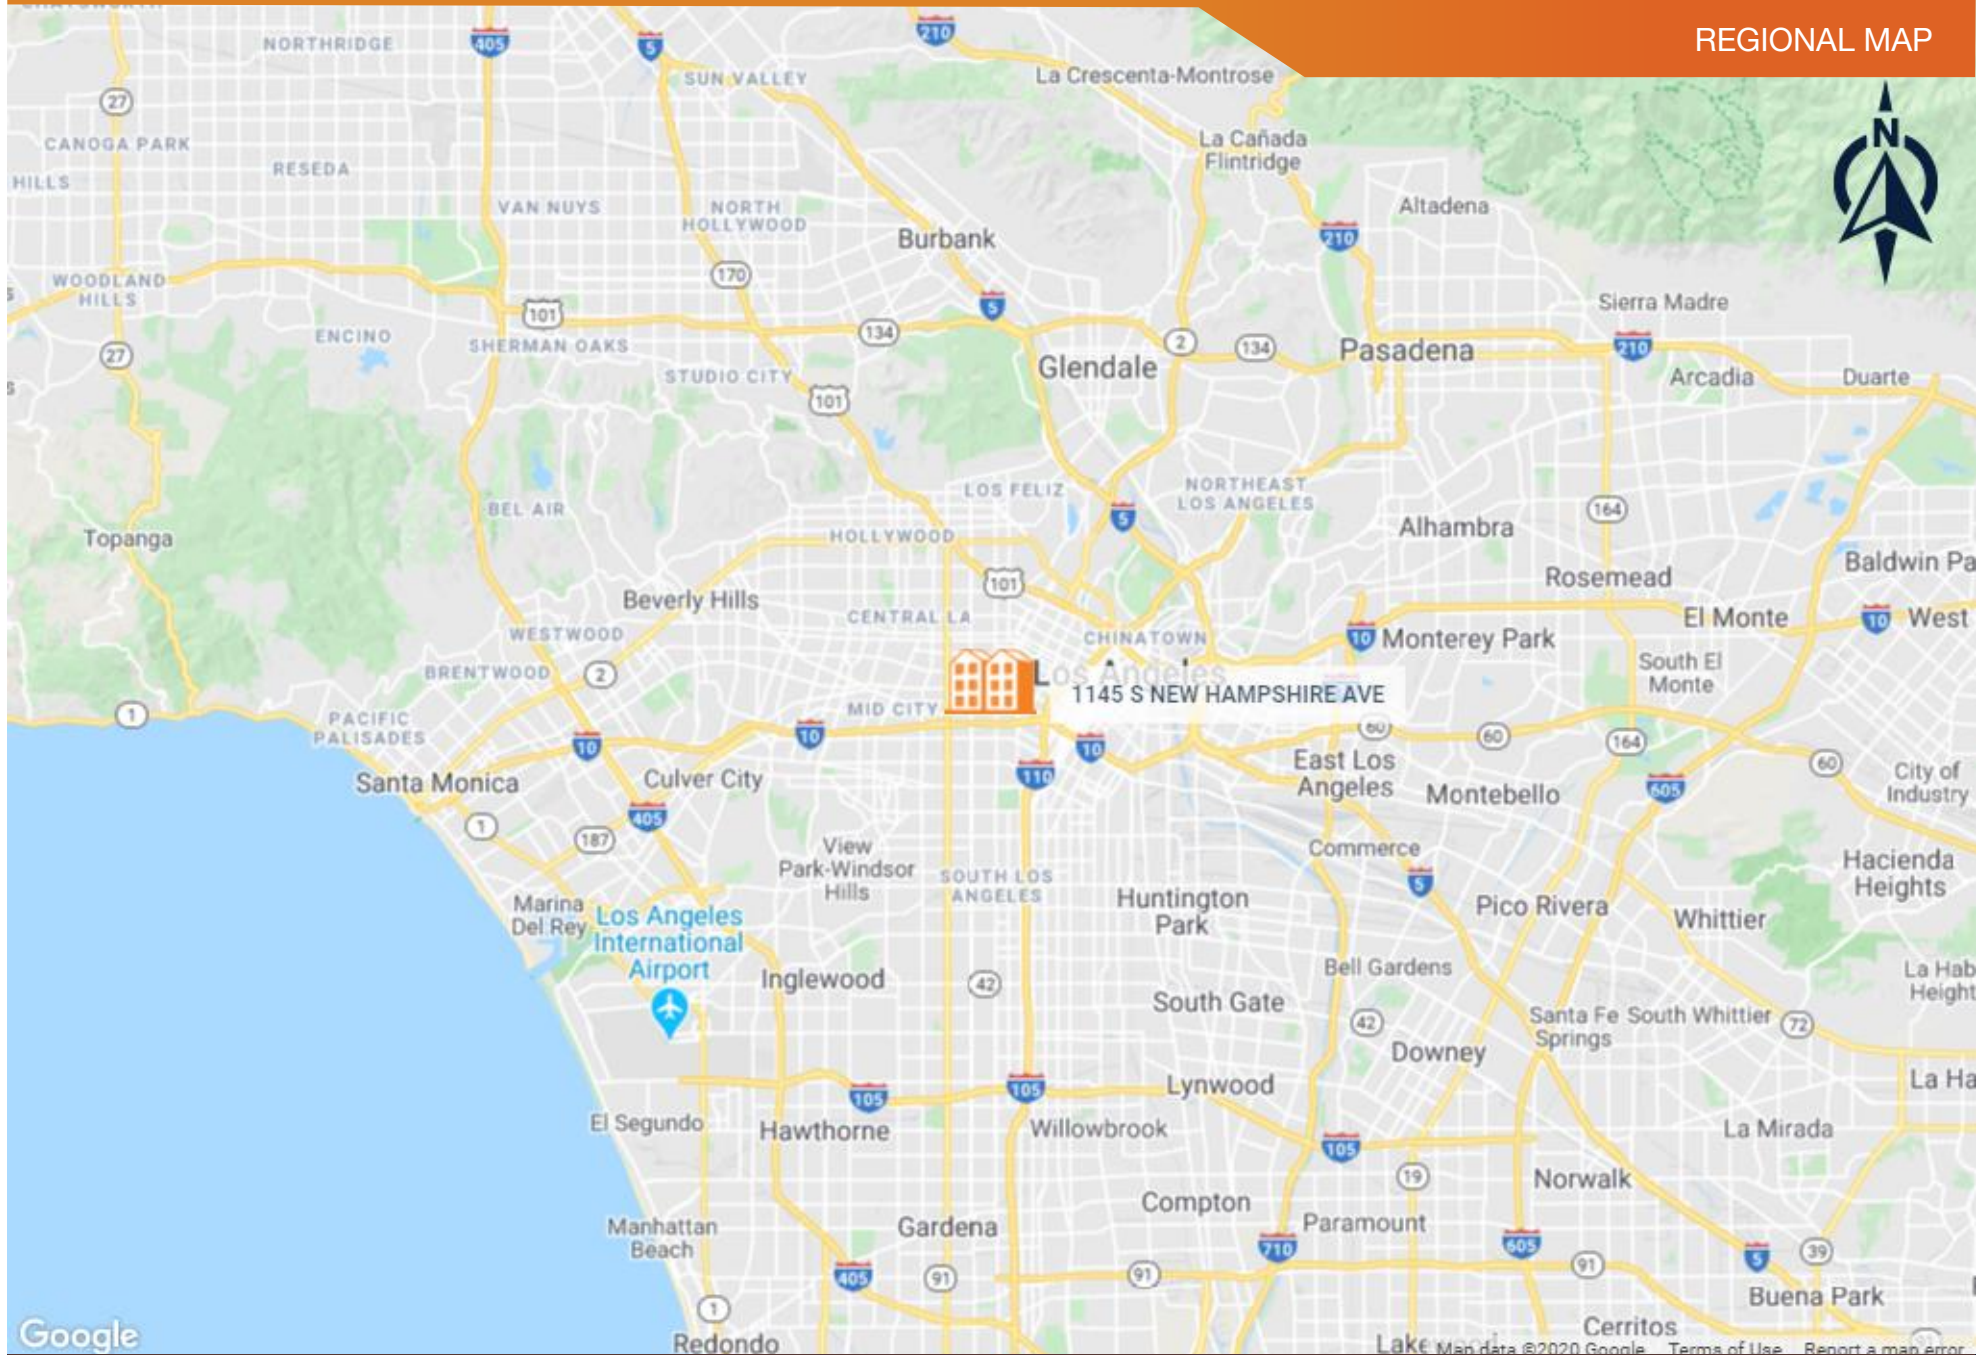 REGIONAL MAP
NORTHRIDGE
405
5
210
SUN VALLEY
La Crescenta-Montrose
27
N
CANOGA PARK
La Cañada
Flintridge
RESEDA
HILLS
VAN NUYS
NORTH
HOLLYWOOD
Altadena
Burbank
210
WOODLAND
HILLS
170
5
Sierra Madre
101
ENCINO
SHERMAN OAKS
134
2
134
Pasadena
210
27
Glendale
STUDIO CITY
Arcadia
Duarte
101
LOS FELIZ
NORTHEAST
LOS ANGELES
BEL AIR
5
164
Alhambra
Topanga
HOLLYWOOD
Baldwin Pa
Rosemead
101
Beverly Hills
CENTRAL LA
El Monte
10
West
WESTWOOD
CHINATOWN
10
Monterey Park
BRENTWOOD
2
Los Angeles
South El
Monte
1145 S NEW HAMPSHIRE AVE
1
PACIFIC
PALISADES
MID CITY
10
10
10
60
60
164
East Los
Angeles
60
Santa Monica
Culver City
110
City of
Industry
Montebello
605
405
1
187
View
Park-Windsor
Hills
Commerce
Hacienda
Heights
SOUTH LOS
ANGELES
5
Huntington
Park
Marina
Del Rey
Los Angeles
International
Airport
Pico Rivera
Whittier
Inglewood
42
Bell Gardens
La Hab
Height
South Gate
42
Santa Fe
Springs
South Whittier
72
Downey
105
105
Lynwood
La Ha
El Segundo
Hawthorne
Willowbrook
La Mirada
105
19
Norwalk
Compton
Manhattan
Beach
Gardena
Paramount
710
605
5
39
405
91
91
91
1
Buena Park
Google
Redondo
Cerritos
Lake
Map data ©2020 Google
Terms of Use
Report a map error